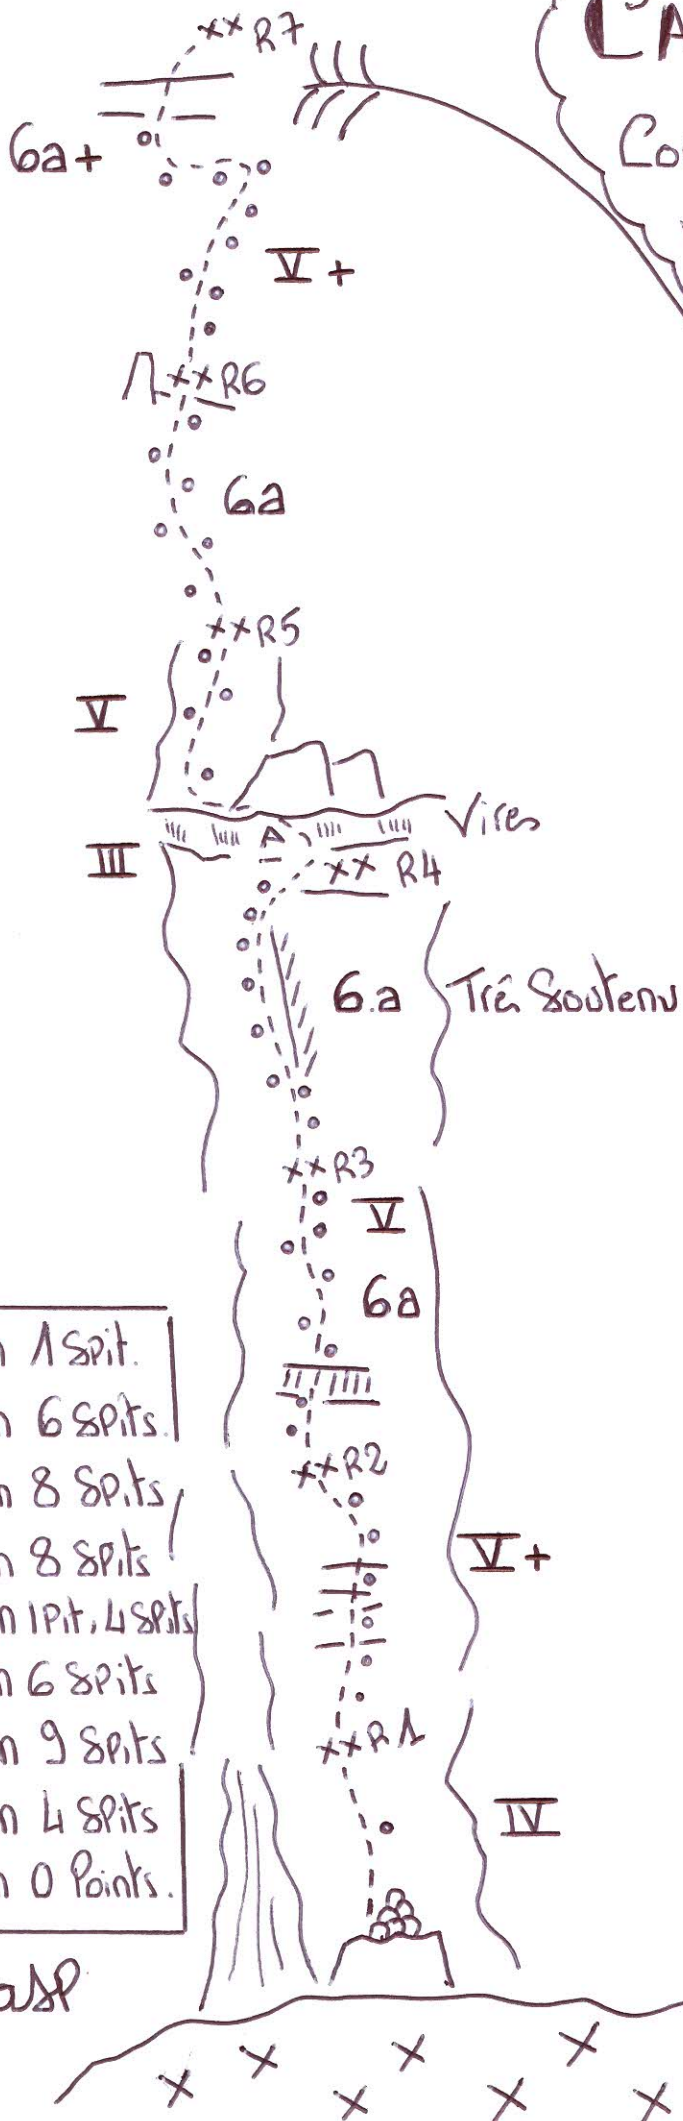 R7
6a+
V+
R6
6a
R5
V
Vires
III
A
R4
6.a
Trés Soutenu
R3
V
6a
R2
V+
R1
IV
1 Spit.
6 Spits.
8 Spits
8 Spits
1 Pit, 4 Spits
6 Spits
9 Spits
4 Spits
0 Points.